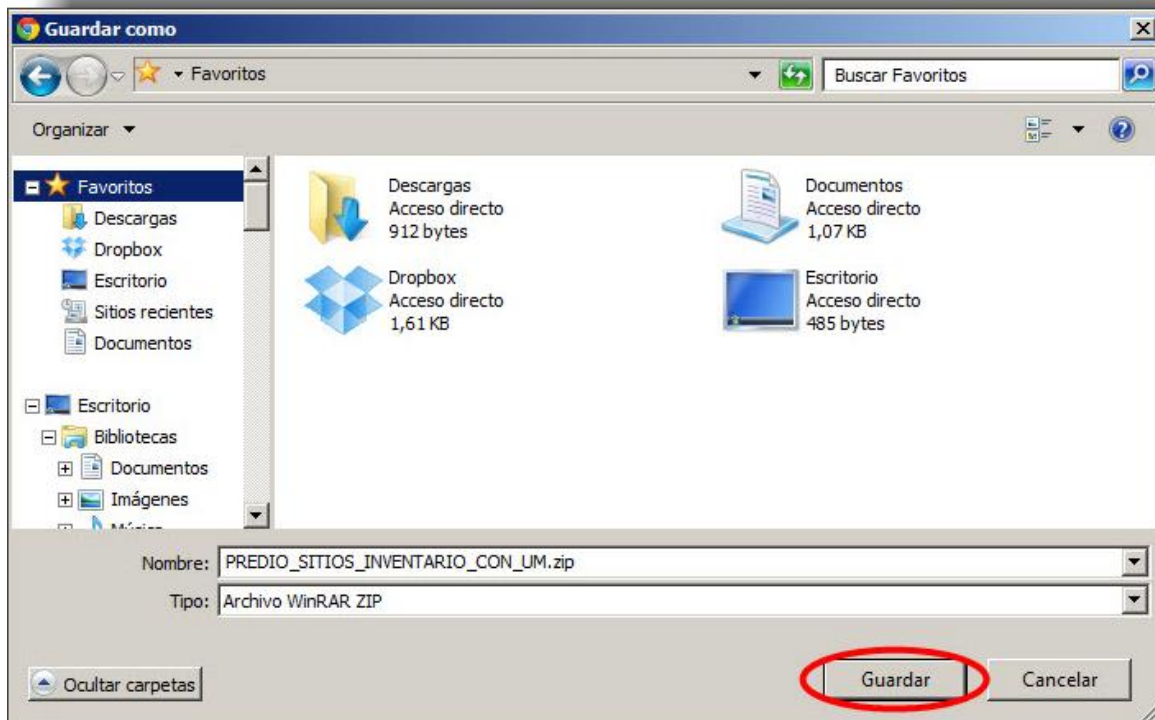 Guardar como
Favoritos
Buscar Favoritos
Organizar
Favoritos
Descargas
Dropbox
Escritorio
Sitios recientes
Documentos
Escritorio
Bibliotecas
Documentos
Imágenes
Música
Descargas
Acceso directo
912 bytes
Documentos
Acceso directo
1,07 KB
Dropbox
Acceso directo
1,61 KB
Escritorio
Acceso directo
485 bytes
Nombre: PREDIO_SITIOS_INVENTARIO_CON_UM.zip
Tipo: Archivo WinRAR ZIP
Ocultar carpetas
Guardar
Cancelar